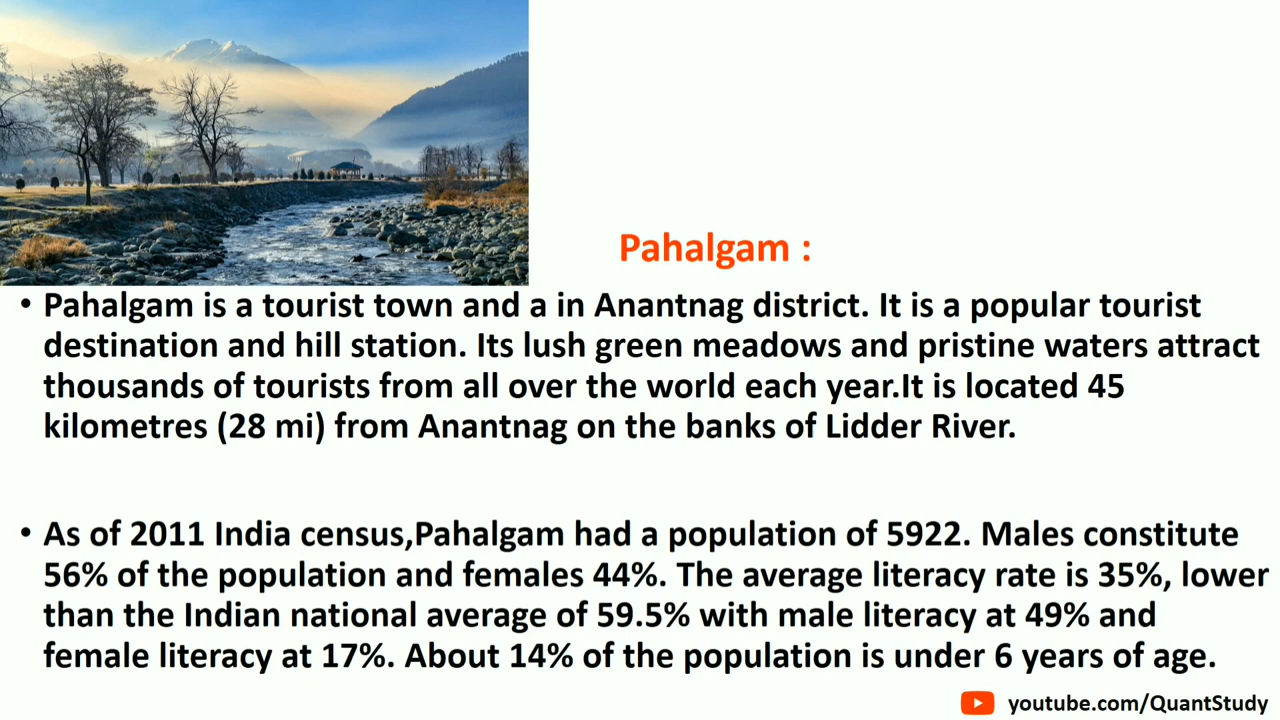 Pahalgam :
• Pahalgam is a tourist town and a in Anantnag district. It is a popular tourist
destination and hill station. Its lush green meadows and pristine waters attract
thousands of tourists from all over the world each year.It is located 45
kilometres (28 mi) from Anantnag on the banks of Lidder River.
• As of 2011 India census,Pahalgam had a population of 5922. Males constitute
56% of the population and females 44%. The average literacy rate is 35%, lower
than the Indian national average of 59.5% with male literacy at 49% and
female literacy at 17%. About 14% of the population is under 6 years of age.
youtube.com/QuantStudy